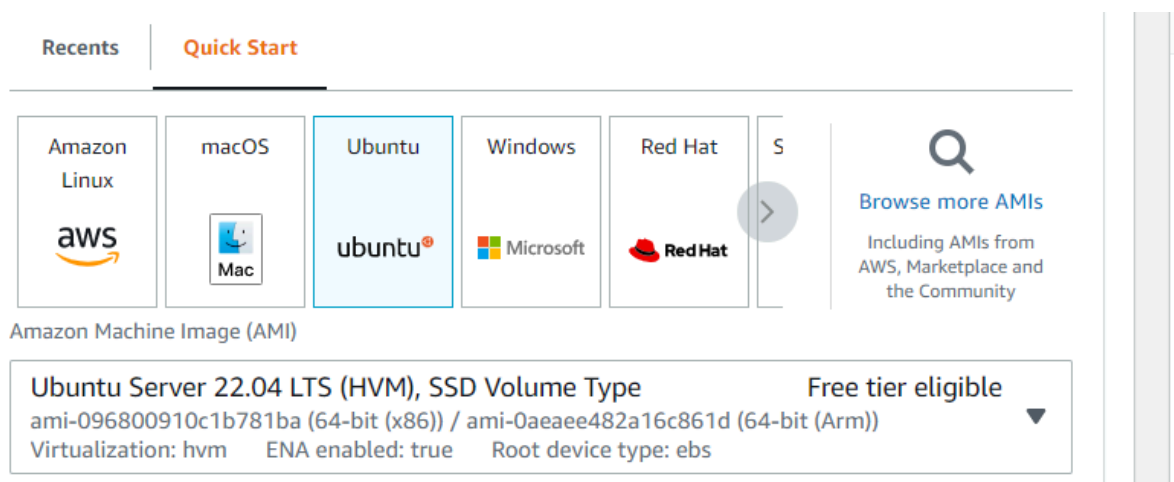 Recents
Quick Start
Amazon
Linux
aws
macOS
Mac
Ubuntu
ubuntu
Windows
Microsoft
Red Hat
Red Hat
S
Browse more AMIs
Including AMIs from
AWS, Marketplace and
the Community
Amazon Machine Image (AMI)
Ubuntu Server 22.04 LTS (HVM), SSD Volume Type Free tier eligible
ami-096800910c1b781ba (64-bit (x86)) / ami-0aeaee482a16c861d (64-bit (Arm))
Virtualization: hvm ENA enabled: true Root device type: ebs